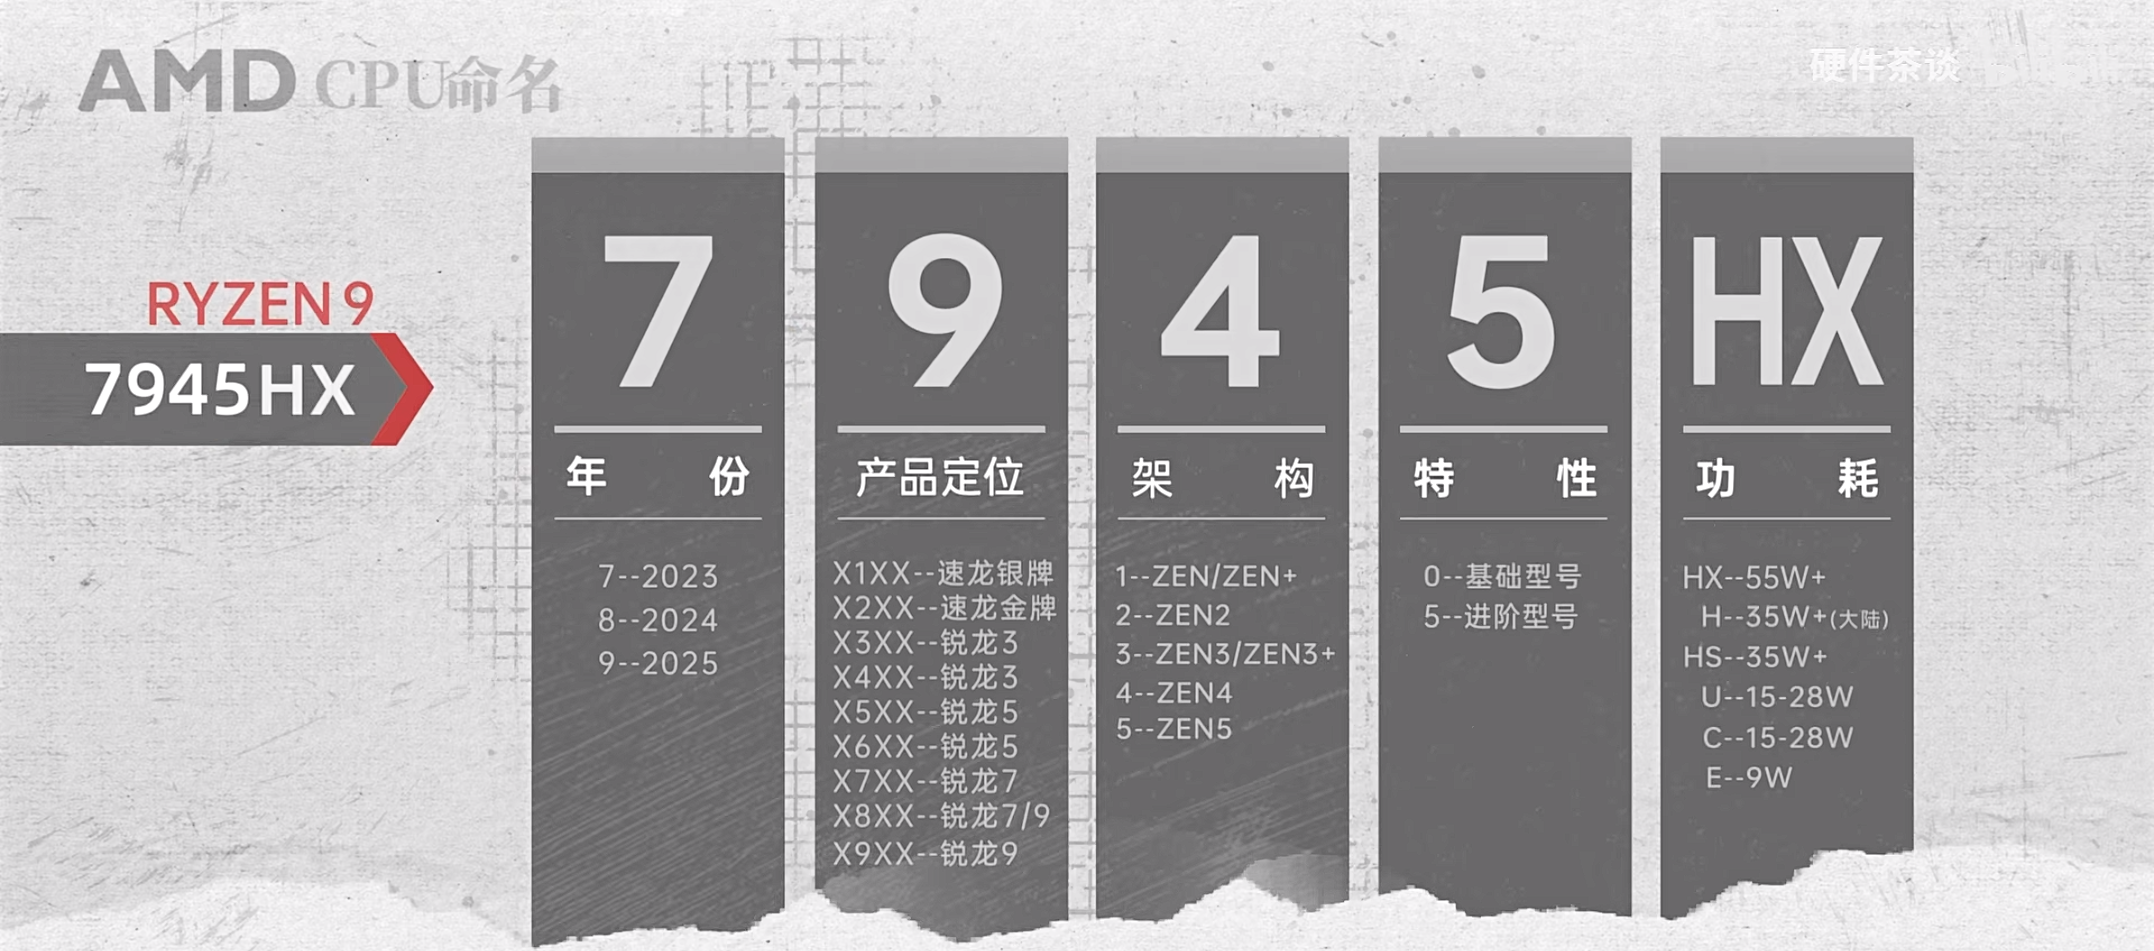 AMD CPU命名
硬件茶谈
RYZEN 9
7945HX
7
年份
7--2023
8--2024
9--2025
9
产品定位
X1XX--速龙银牌
X2XX--速龙金牌
X3XX--锐龙3
X4XX--锐龙3
X5XX--锐龙5
X6XX--锐龙5
X7XX--锐龙7
X8XX--锐龙7/9
X9XX--锐龙9
4
架构
1--ZEN/ZEN+
2--ZEN2
3--ZEN3/ZEN3+
4--ZEN4
5--ZEN5
5
特性
0--基础型号
5--进阶型号
HX
功耗
HX--55W+
H--35W+(大陆)
HS--35W+
U--15-28W
C--15-28W
E--9W